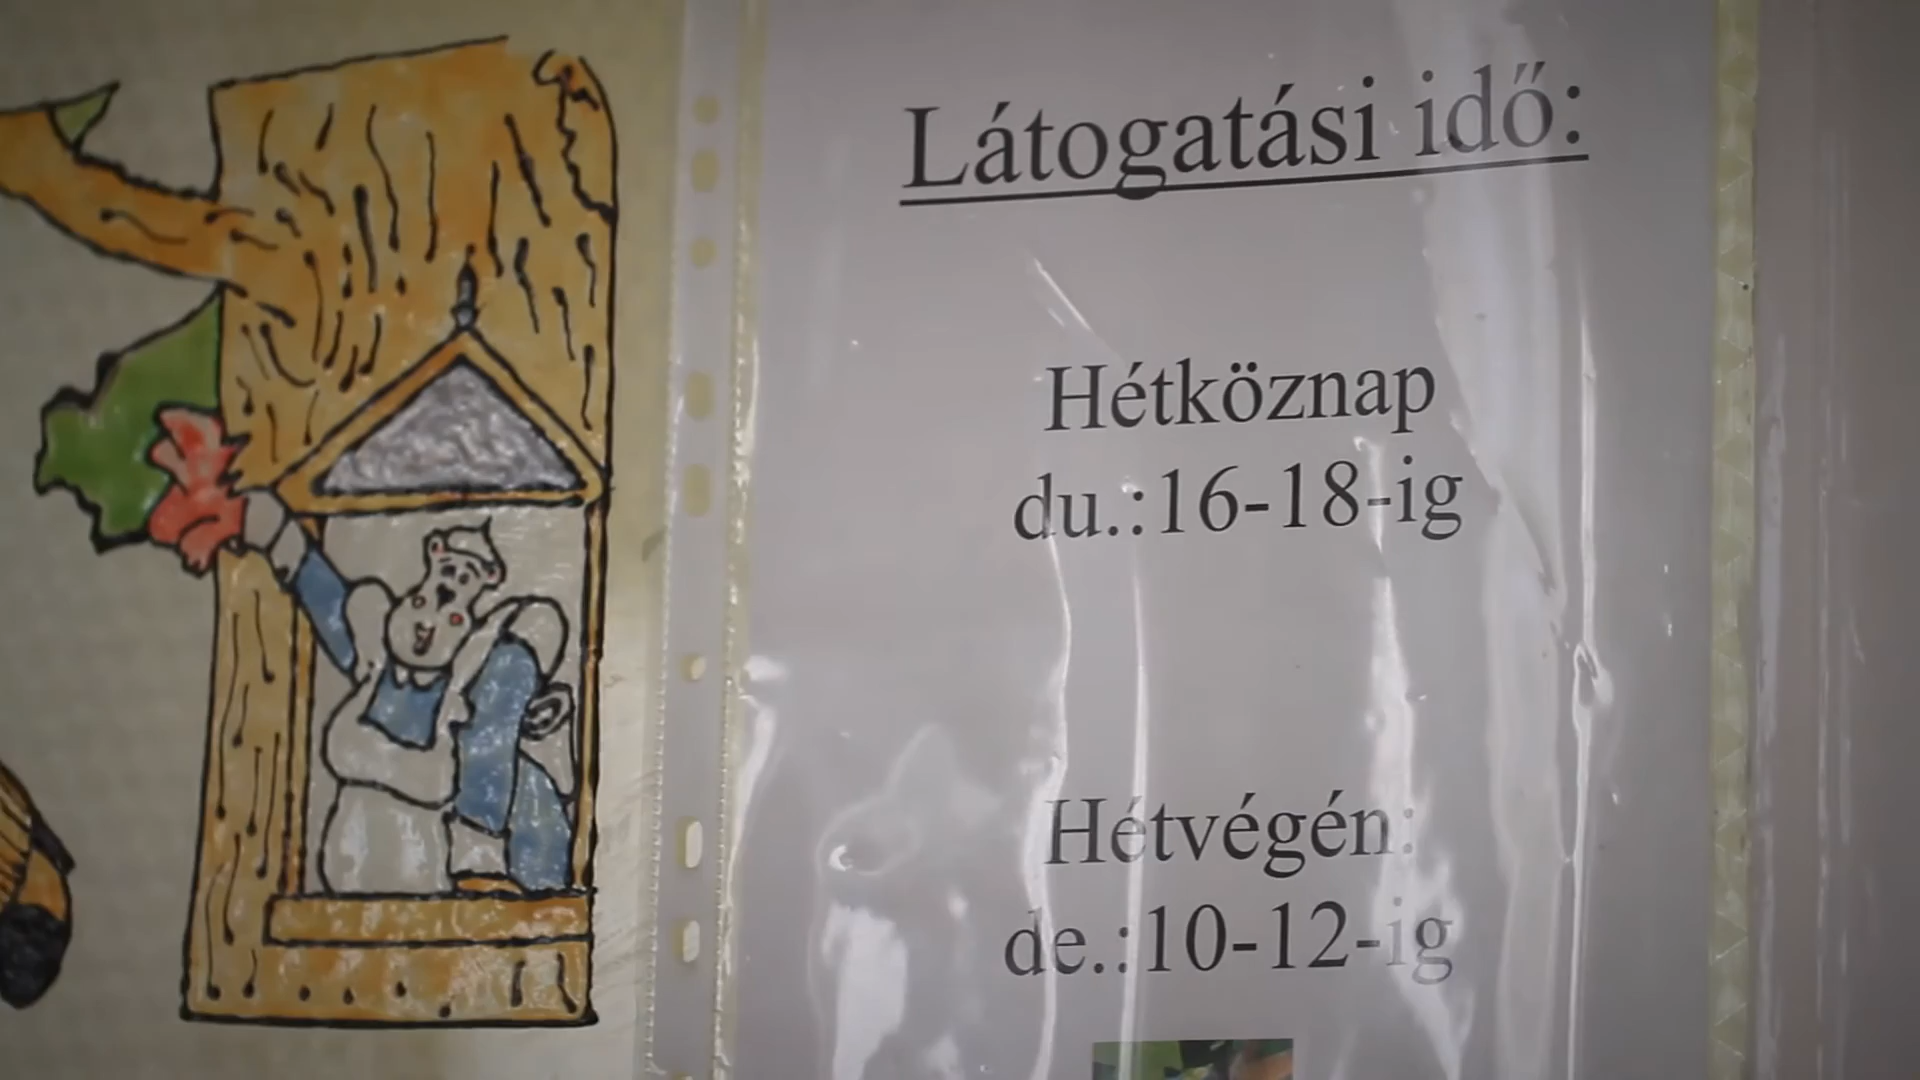 Látogatási idő:
Hétköznap
du.:16-18-ig
Hétvégén:
de.:10-12-ig